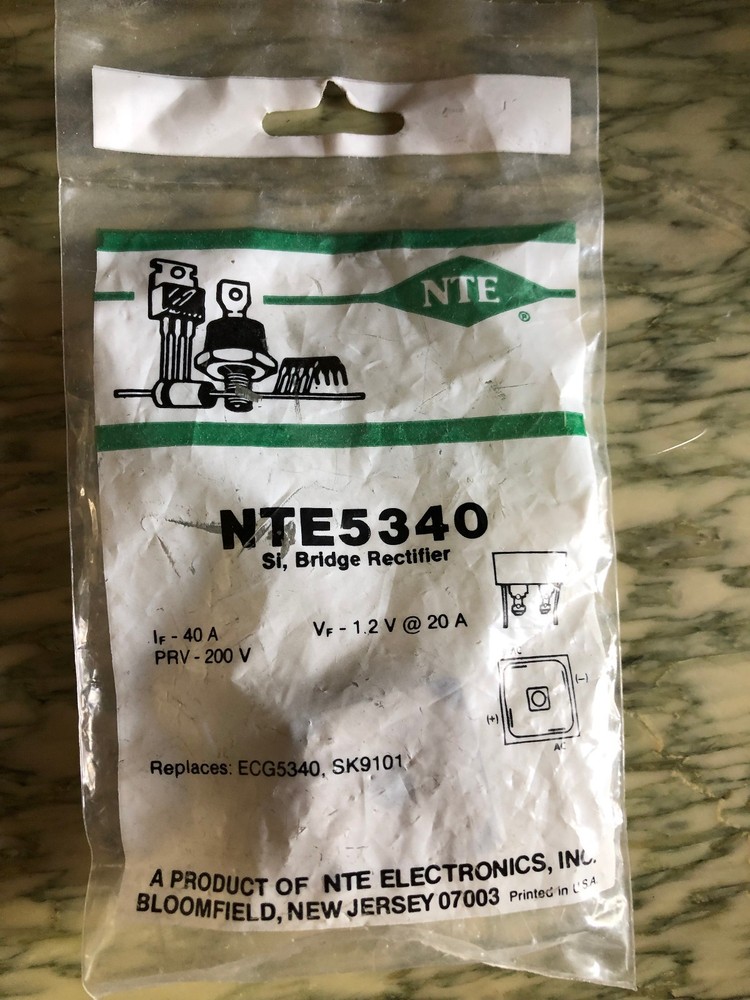 NTE
®
NTE5340
Si, Bridge Rectifier
IF - 40 A
VF - 1.2 V @ 20 A
PRV - 200 V
AC
(-)
(+)
AC
Replaces: ECG5340, SK9101
A PRODUCT OF NTE ELECTRONICS, INC.
BLOOMFIELD, NEW JERSEY 07003 Printed in U.S.A.